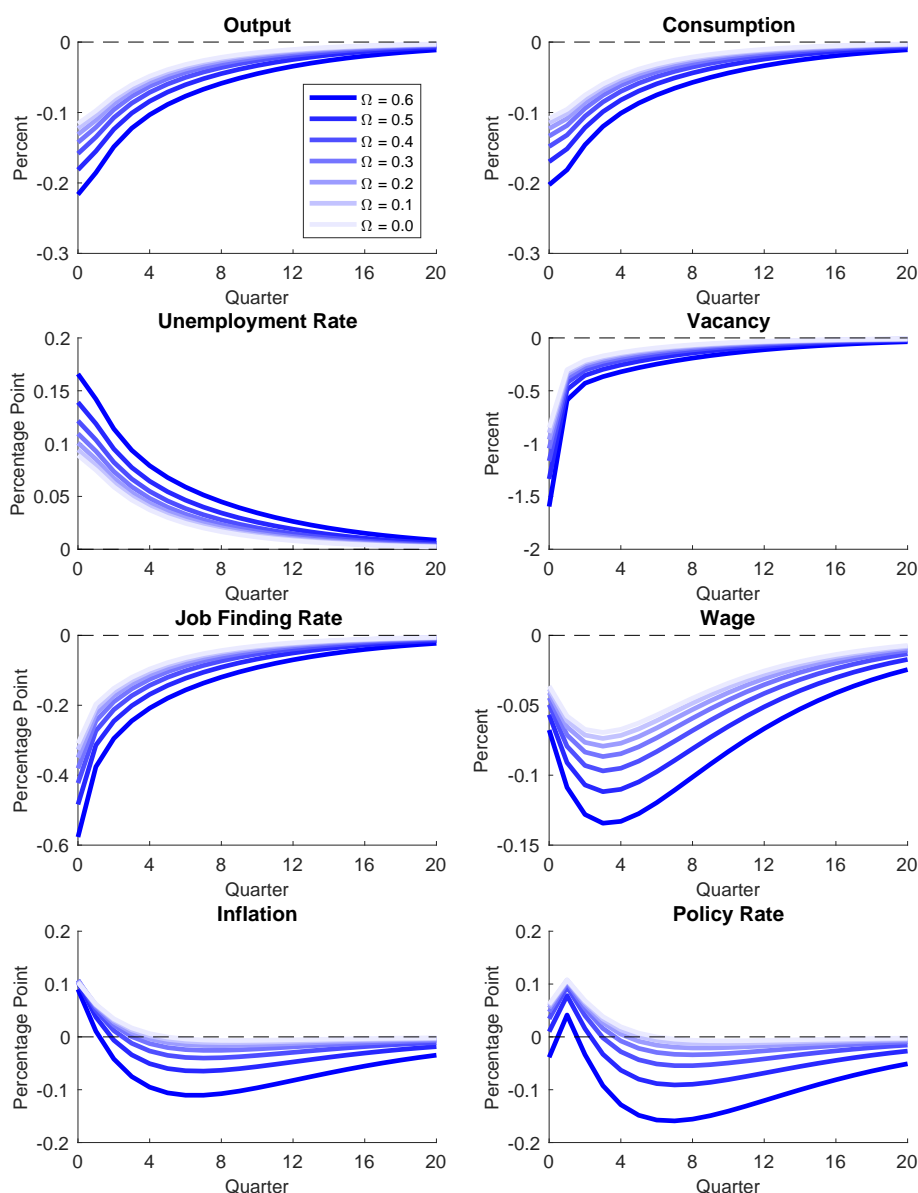 Output
Percent
0
-0.1
-0.2
-0.3
0 4 8 12 16 20
Quarter
Ω = 0.6
Ω = 0.5
Ω = 0.4
Ω = 0.3
Ω = 0.2
Ω = 0.1
Ω = 0.0
Consumption
Percent
0
-0.1
-0.2
-0.3
0 4 8 12 16 20
Quarter
Unemployment Rate
Percentage Point
0.2
0.15
0.1
0.05
0
0 4 8 12 16 20
Quarter
Vacancy
Percent
0
-0.5
-1
-1.5
-2
0 4 8 12 16 20
Quarter
Job Finding Rate
Percentage Point
0
-0.2
-0.4
-0.6
0 4 8 12 16 20
Quarter
Wage
Percent
0
-0.05
-0.1
-0.15
0 4 8 12 16 20
Quarter
Inflation
Percentage Point
0.2
0.1
0
-0.1
-0.2
0 4 8 12 16 20
Quarter
Policy Rate
Percentage Point
0.2
0.1
0
-0.1
-0.2
0 4 8 12 16 20
Quarter